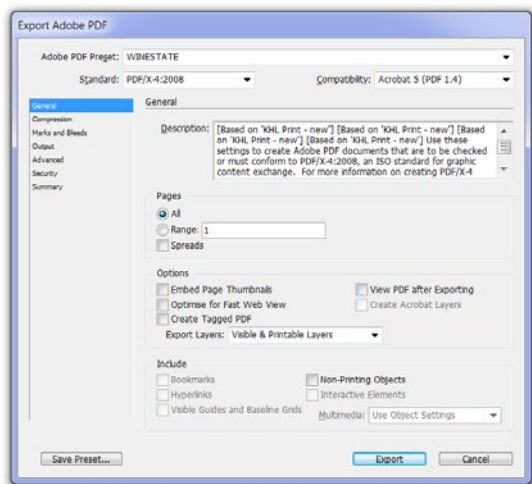 Export Adobe PDF
Adobe PDF Preset: WINESTATE
Standard: PDF/X-4:2008 Compatibility: Acrobat 5 (PDF 1.4)
General
Compression
Marks and Bleeds
Output
Advanced
Security
Summary
General
Description: [Based on 'KHL Print - new'] [Based on 'KHL Print - new'] [Based
on 'KHL Print - new'] [Based on 'KHL Print - new'] Use these
settings to create Adobe PDF documents that are to be checked
or must conform to PDF/X-4:2008, an ISO standard for graphic
content exchange. For more information on creating PDF/X-4
Pages
All
Range: 1
Spreads
Options
Embed Page Thumbnails View PDF after Exporting
Optimise for Fast Web View Create Acrobat Layers
Create Tagged PDF
Export Layers: Visible & Printable Layers
Include
Bookmarks Non-Printing Objects
Hyperlinks Interactive Elements
Visible Guides and Baseline Grids Multimedia: Use Object Settings
Save Preset... Export Cancel